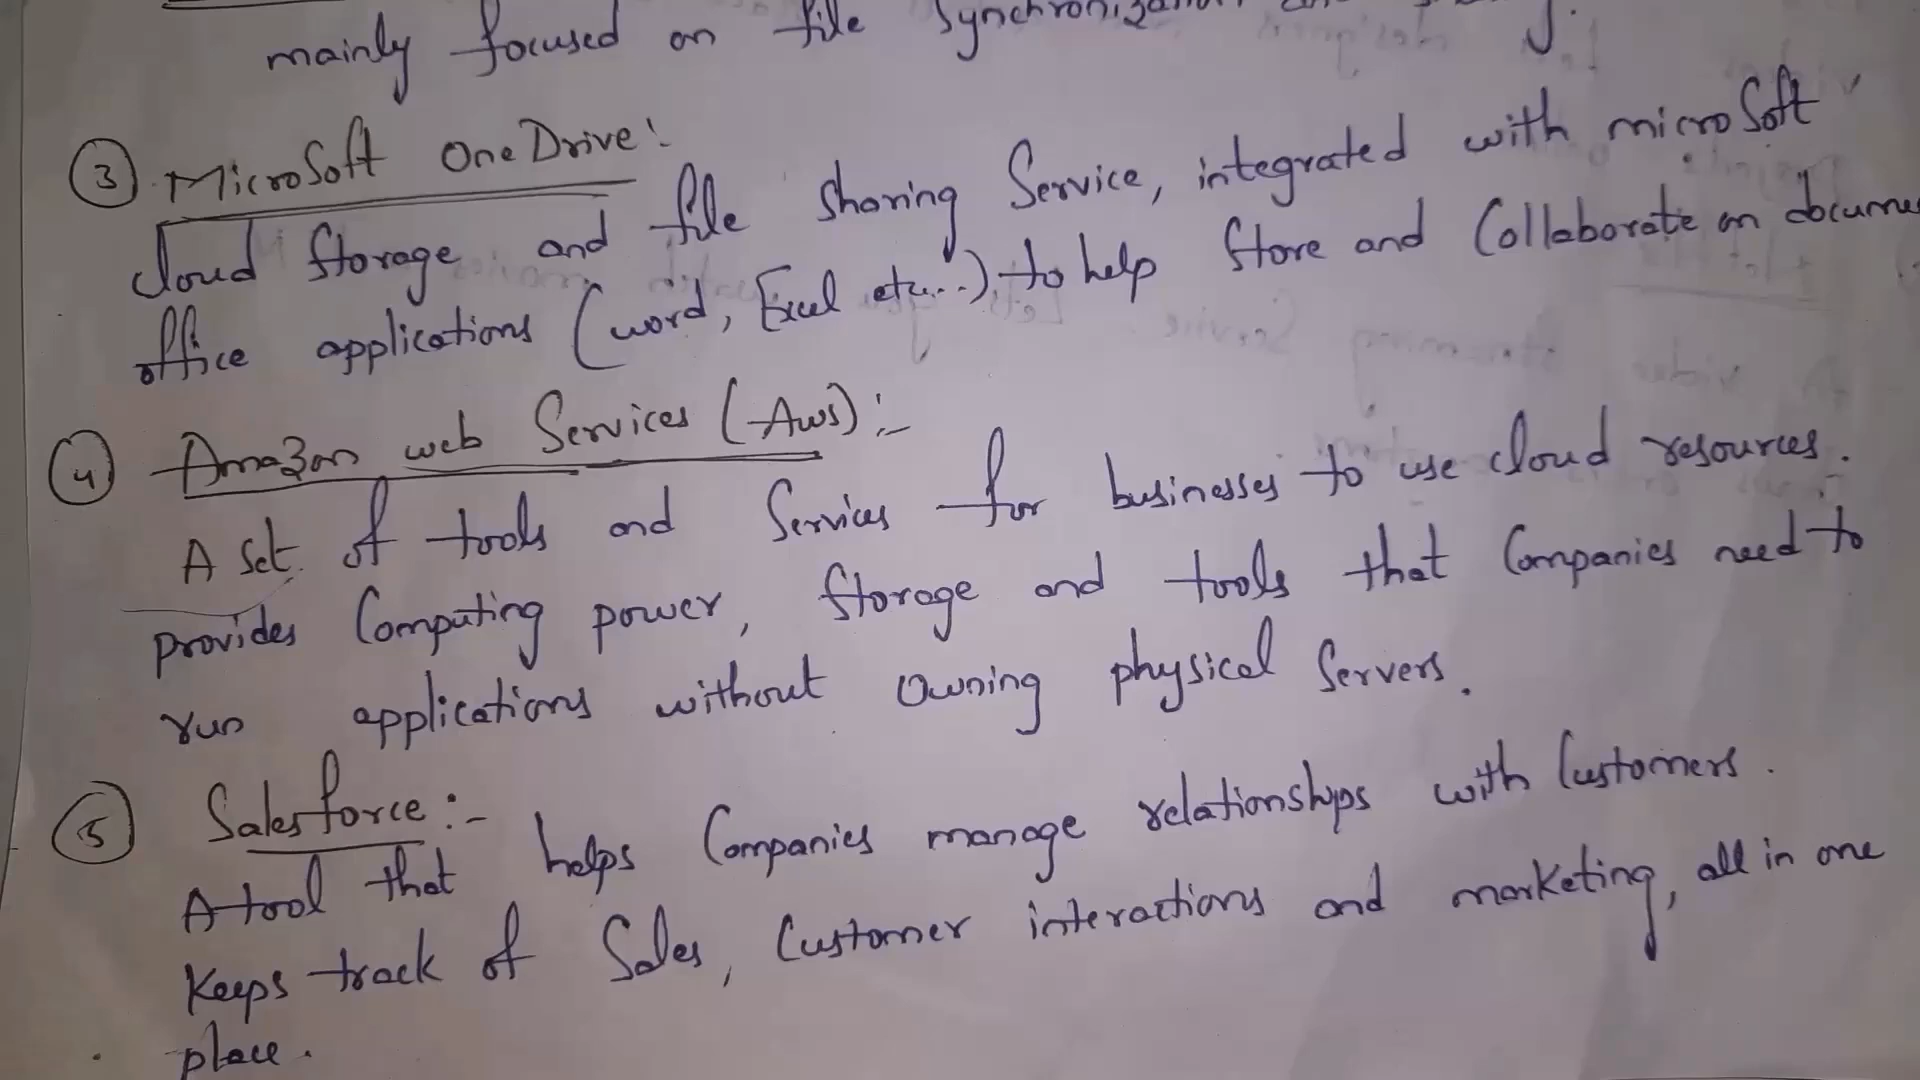 mainly focused on file synchronization
③ Microsoft OneDrive:
cloud storage and file sharing Service, integrated with microsoft
office applications (word, Excel etc...) to help store and Collaborate on docume
④ Amazon web Services (Aws):-
A set of tools and Services for businesses to use cloud resources.
provides Computing power, storage and tools that Companies need to
run applications without owning physical Servers.
⑤ Salesforce :-
A tool that helps Companies manage relationships with Customers.
Keeps track of Sales, Customer interactions and marketing, all in one
place.